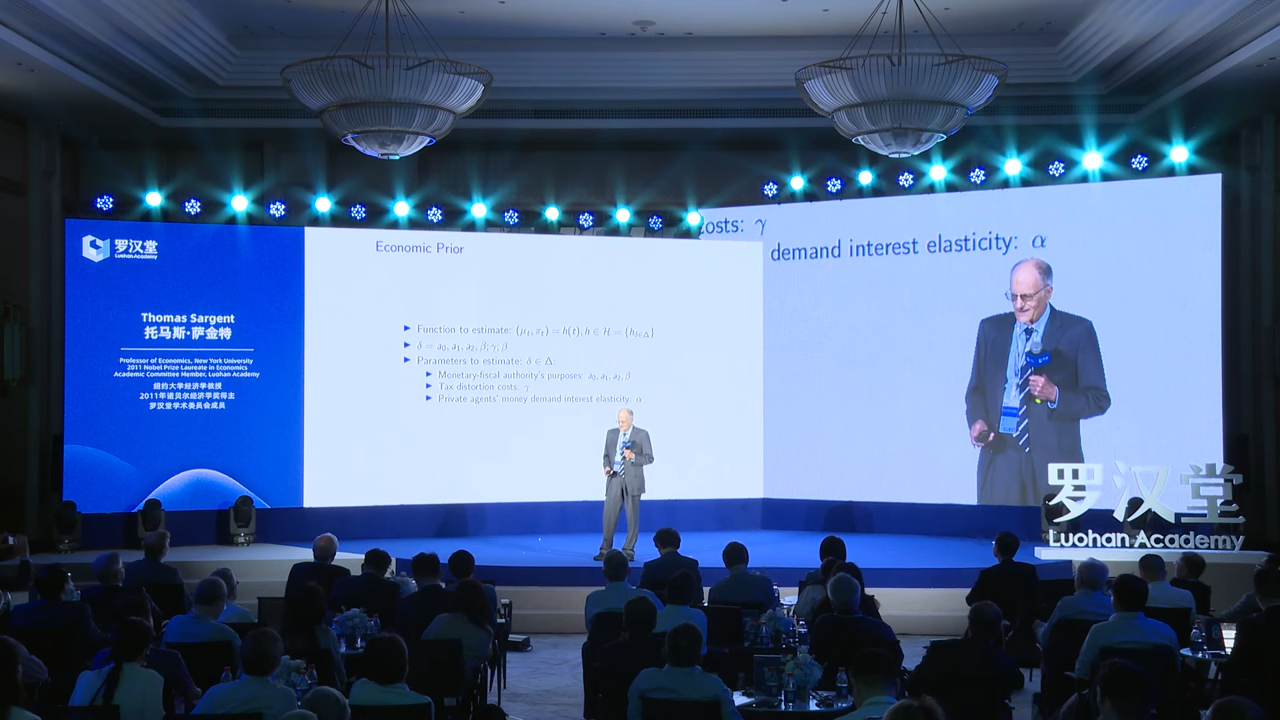 罗汉堂
Luohan Academy
Thomas Sargent
托马斯·萨金特
Professor of Economics, New York University
2011 Nobel Prize Laureate in Economics
Academic Committee Member, Luohan Academy
纽约大学经济学教授
2011年诺贝尔经济学奖得主
罗汉堂学术委员会成员
Economic Prior
Function to estimate: (μₜ, πₜ) = h(t), h ∈ ℋ = {h_{δ∈Δ}}
δ = a₀, a₁, a₂, β; γ; β
Parameters to estimate: δ ∈ Δ:
Monetary-fiscal authority's purposes: a₀, a₁, a₂, β
Tax distortion costs: γ
Private agents' money demand interest elasticity: α
costs: γ
demand interest elasticity: α
罗汉堂
Luohan Academy